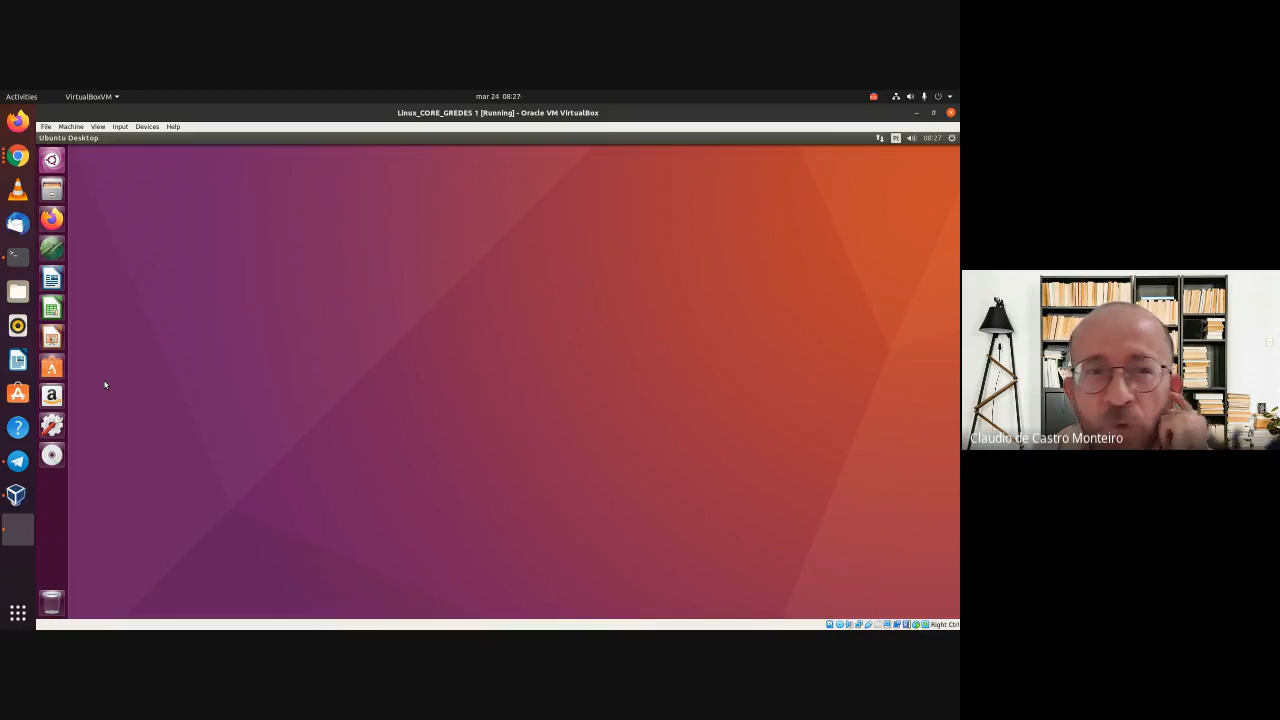 Activities VirtualBoxVM mar 24 08:27
Linux_CORE_GREDES 1 [Running] - Oracle VM VirtualBox
File Machine View Input Devices Help
Ubuntu Desktop Pt 08:27
Right Ctrl
Claudio de Castro Monteiro